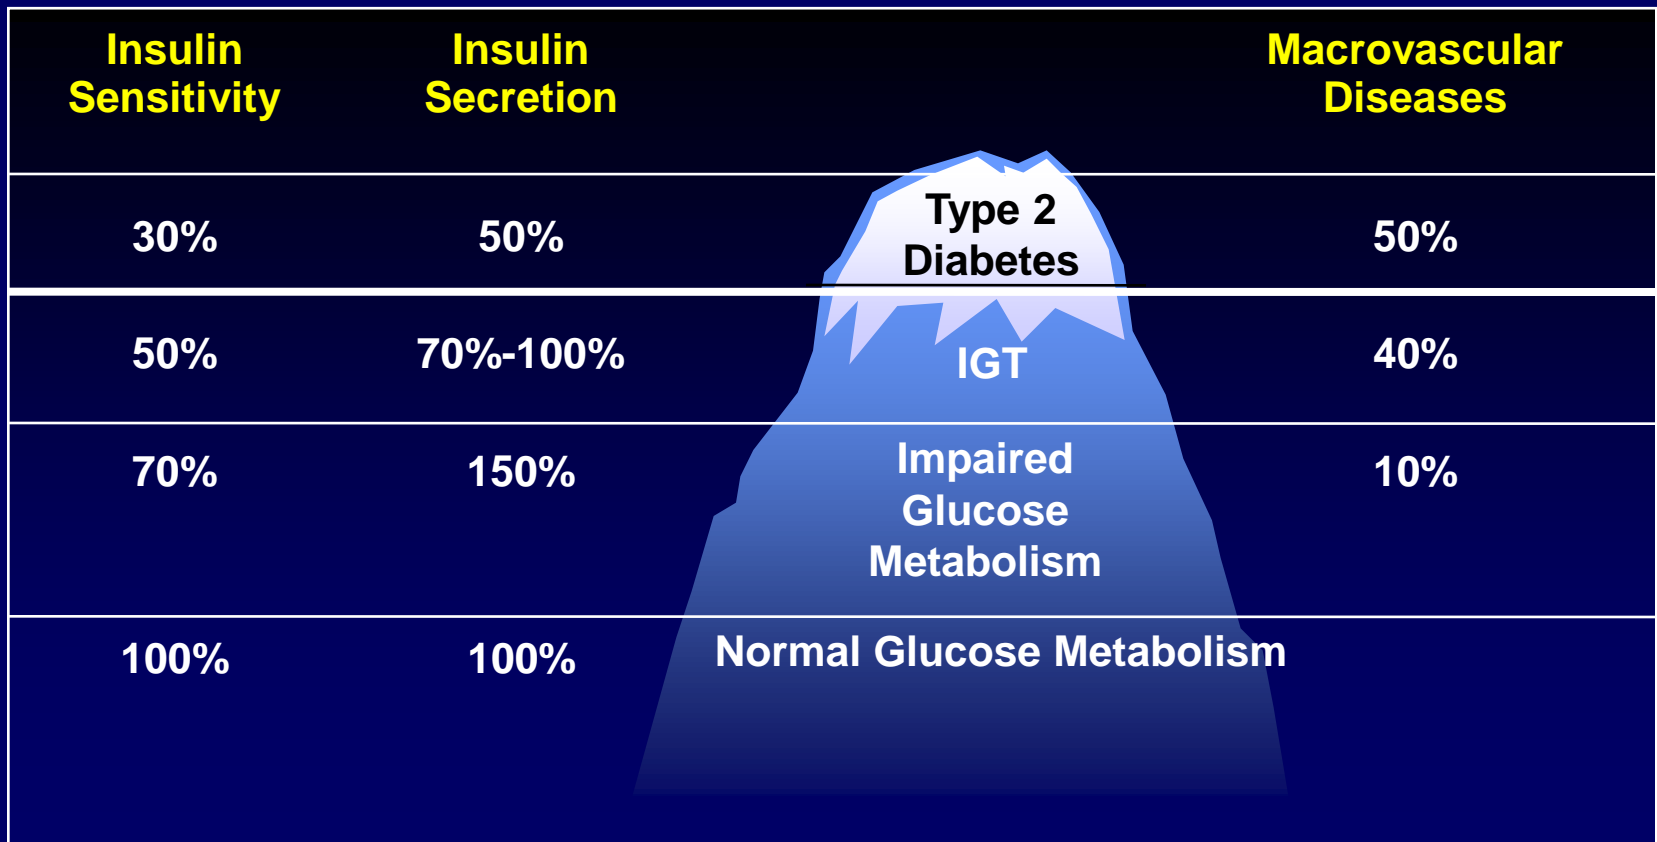 Insulin
Sensitivity
Insulin
Secretion
Macrovascular
Diseases
30%
50%
Type 2
Diabetes
50%
50%
70%-100%
IGT
40%
70%
150%
Impaired
Glucose
Metabolism
10%
100%
100%
Normal Glucose Metabolism